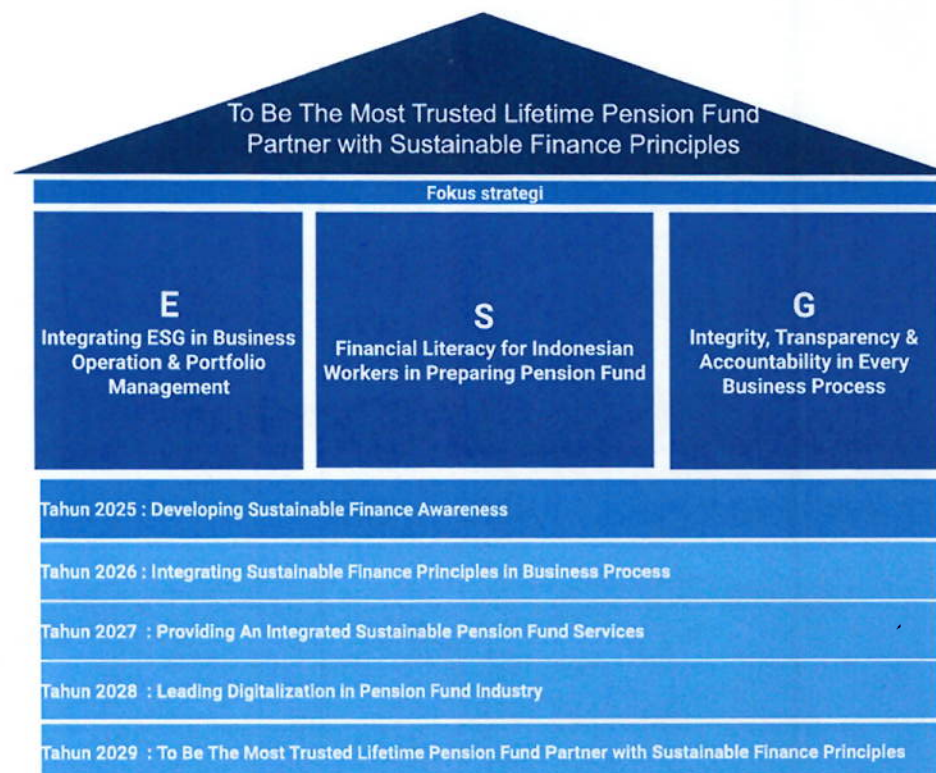 To Be The Most Trusted Lifetime Pension Fund
Partner with Sustainable Finance Principles
Fokus strategi
E
Integrating ESG in Business
Operation & Portfolio
Management
S
Financial Literacy for Indonesian
Workers in Preparing Pension Fund
G
Integrity, Transparency &
Accountability in Every
Business Process
Tahun 2025 : Developing Sustainable Finance Awareness
Tahun 2026 : Integrating Sustainable Finance Principles in Business Process
Tahun 2027 : Providing An Integrated Sustainable Pension Fund Services
Tahun 2028 : Leading Digitalization in Pension Fund Industry
Tahun 2029 : To Be The Most Trusted Lifetime Pension Fund Partner with Sustainable Finance Principles